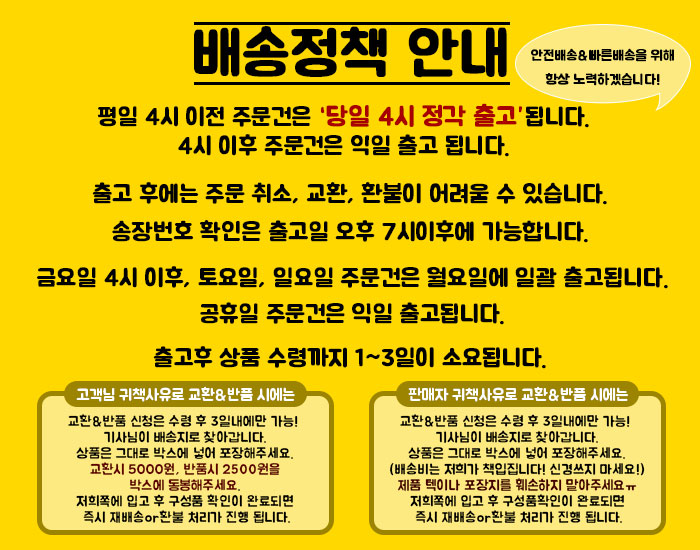 배송정책 안내
안전배송&빠른배송을 위해
항상 노력하겠습니다!
평일 4시 이전 주문건은 '당일 4시 정각 출고'됩니다.
4시 이후 주문건은 익일 출고 됩니다.
출고 후에는 주문 취소, 교환, 환불이 어려울 수 있습니다.
송장번호 확인은 출고일 오후 7시이후에 가능합니다.
금요일 4시 이후, 토요일, 일요일 주문건은 월요일에 일괄 출고됩니다.
공휴일 주문건은 익일 출고됩니다.
출고후 상품 수령까지 1~3일이 소요됩니다.
고객님 귀책사유로 교환&반품 시에는
교환&반품 신청은 수령 후 3일내에만 가능!
기사님이 배송지로 찾아갑니다.
상품은 그대로 박스에 넣어 포장해주세요.
교환시 5000원, 반품시 2500원을
박스에 동봉해주세요.
저희쪽에 입고 후 구성품 확인이 완료되면
즉시 재배송or환불 처리가 진행 됩니다.
판매자 귀책사유로 교환&반품 시에는
교환&반품 신청은 수령 후 3일내에만 가능!
기사님이 배송지로 찾아갑니다.
상품은 그대로 박스에 넣어 포장해주세요.
(배송비는 저희가 책임집니다! 신경쓰지 마세요!)
제품 텍이나 포장지를 훼손하지 말아주세요ㅠ
저희쪽에 입고 후 구성품확인이 완료되면
즉시 재배송or환불 처리가 진행 됩니다.